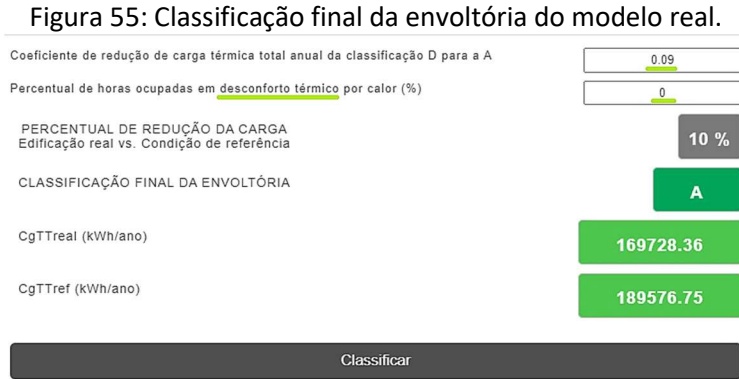 Figura 55: Classificação final da envoltória do modelo real.
Coeficiente de redução de carga térmica total anual da classificação D para a A
0.09
Percentual de horas ocupadas em desconforto térmico por calor (%)
0
PERCENTUAL DE REDUÇÃO DA CARGA
Edificação real vs. Condição de referência
10 %
CLASSIFICAÇÃO FINAL DA ENVOLTÓRIA
A
CgTTreal (kWh/ano)
169728.36
CgTTref (kWh/ano)
189576.75
Classificar